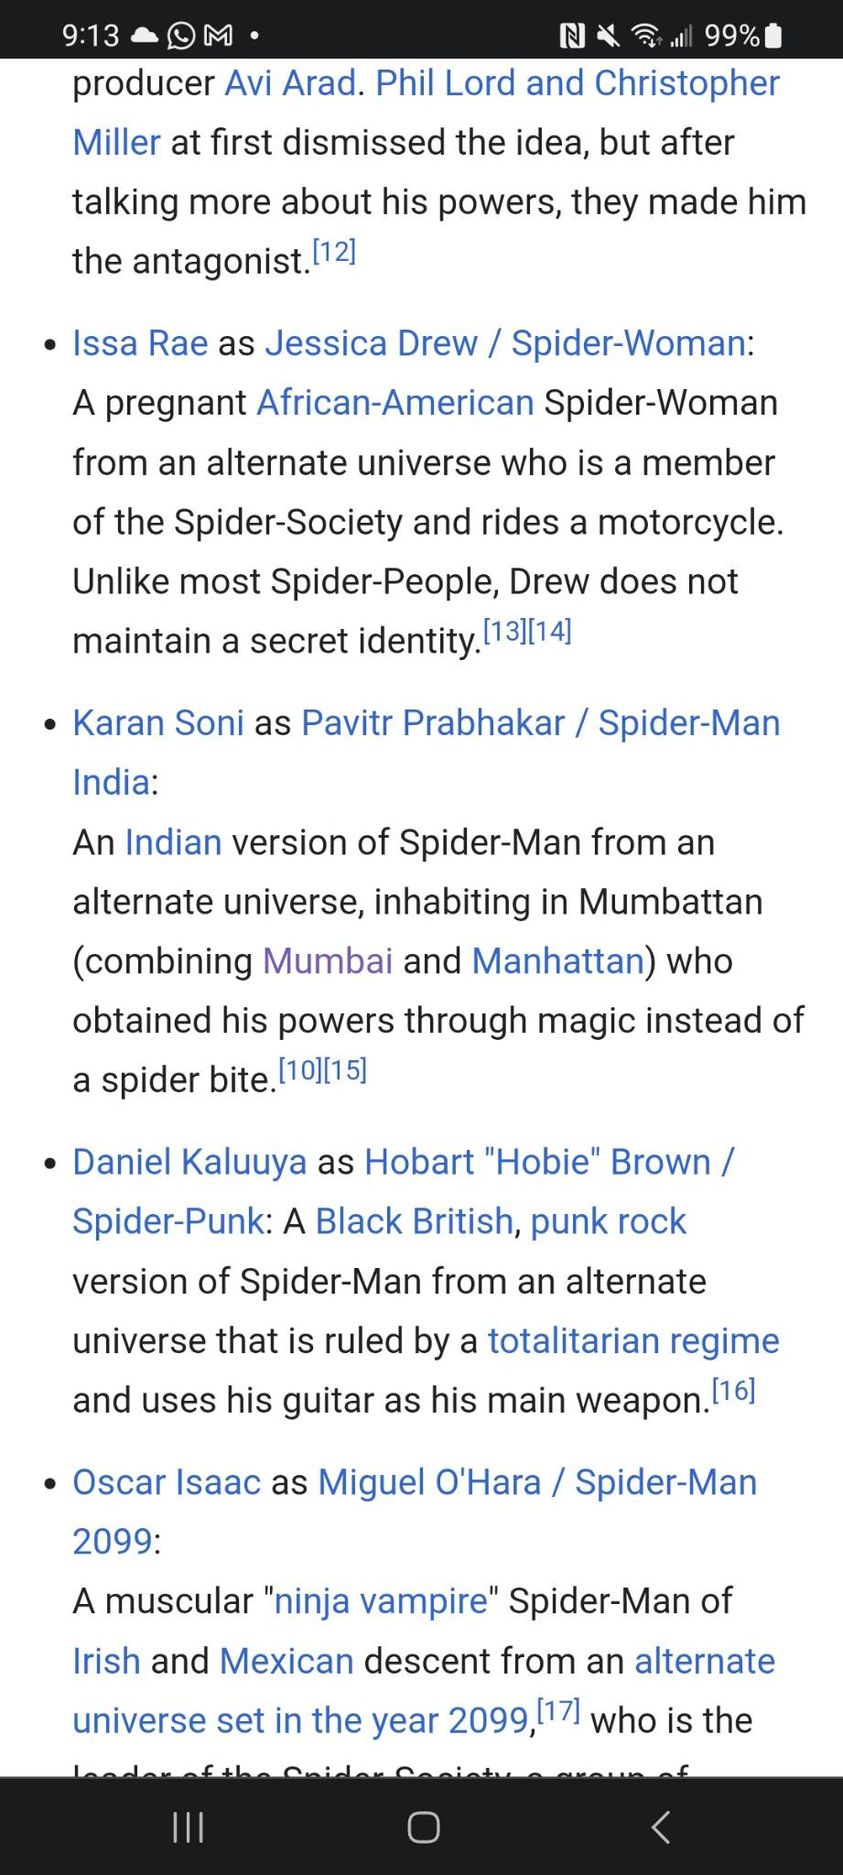 9:13 99%
producer Avi Arad. Phil Lord and Christopher
Miller at first dismissed the idea, but after
talking more about his powers, they made him
the antagonist.[12]
• Issa Rae as Jessica Drew / Spider-Woman:
A pregnant African-American Spider-Woman
from an alternate universe who is a member
of the Spider-Society and rides a motorcycle.
Unlike most Spider-People, Drew does not
maintain a secret identity.[13][14]
• Karan Soni as Pavitr Prabhakar / Spider-Man
India:
An Indian version of Spider-Man from an
alternate universe, inhabiting in Mumbattan
(combining Mumbai and Manhattan) who
obtained his powers through magic instead of
a spider bite.[10][15]
• Daniel Kaluuya as Hobart "Hobie" Brown /
Spider-Punk: A Black British, punk rock
version of Spider-Man from an alternate
universe that is ruled by a totalitarian regime
and uses his guitar as his main weapon.[16]
• Oscar Isaac as Miguel O'Hara / Spider-Man
2099:
A muscular "ninja vampire" Spider-Man of
Irish and Mexican descent from an alternate
universe set in the year 2099,[17] who is the
leader of the Spider-Society, a group of